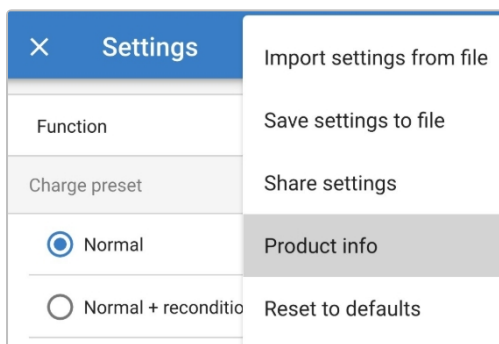 Settings
Function
Charge preset
Normal
Normal + reconditio
Import settings from file
Save settings to file
Share settings
Product info
Reset to defaults